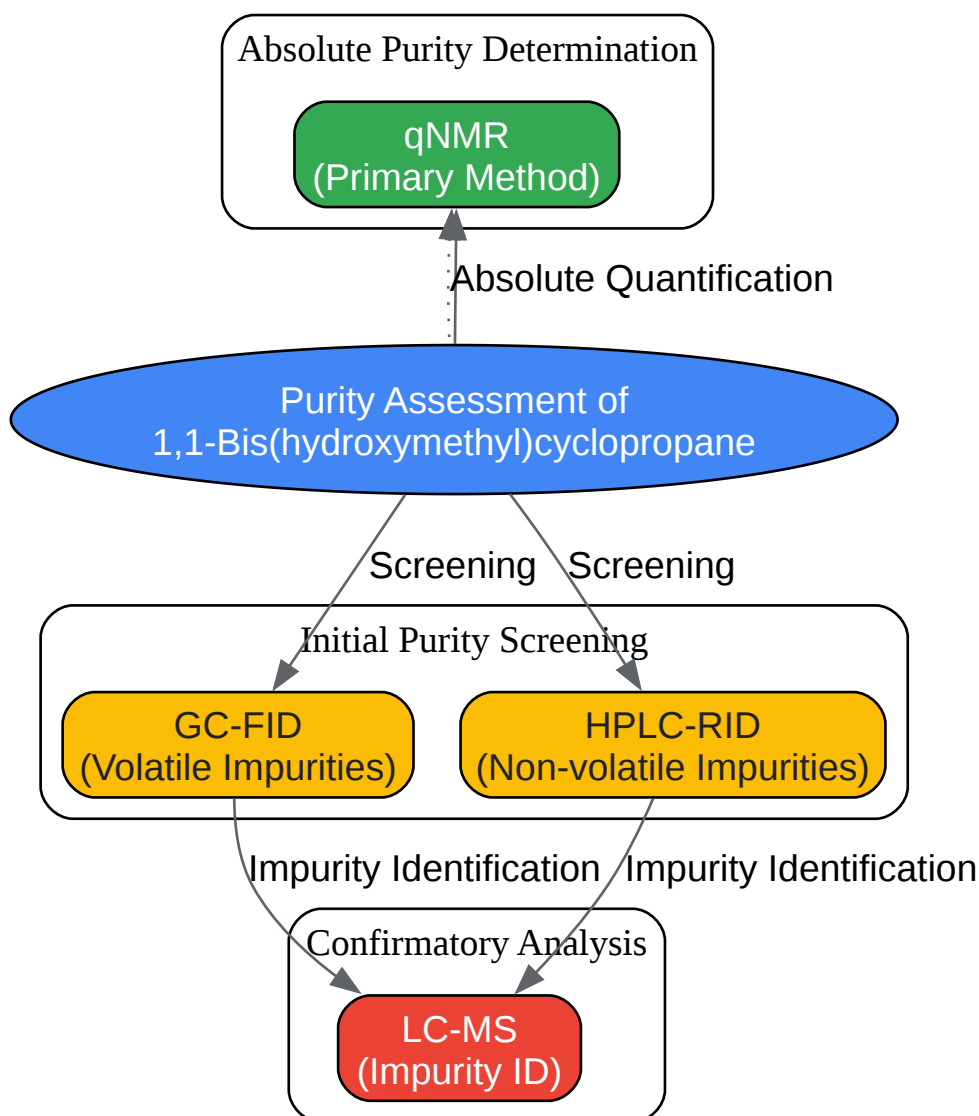 Absolute Purity Determination
qNMR
(Primary Method)
Absolute Quantification
Purity Assessment of
1,1-Bis(hydroxymethyl)cyclopropane
Screening
Screening
Initial Purity Screening
GC-FID
(Volatile Impurities)
HPLC-RID
(Non-volatile Impurities)
Impurity Identification
Impurity Identification
Confirmatory Analysis
LC-MS
(Impurity ID)